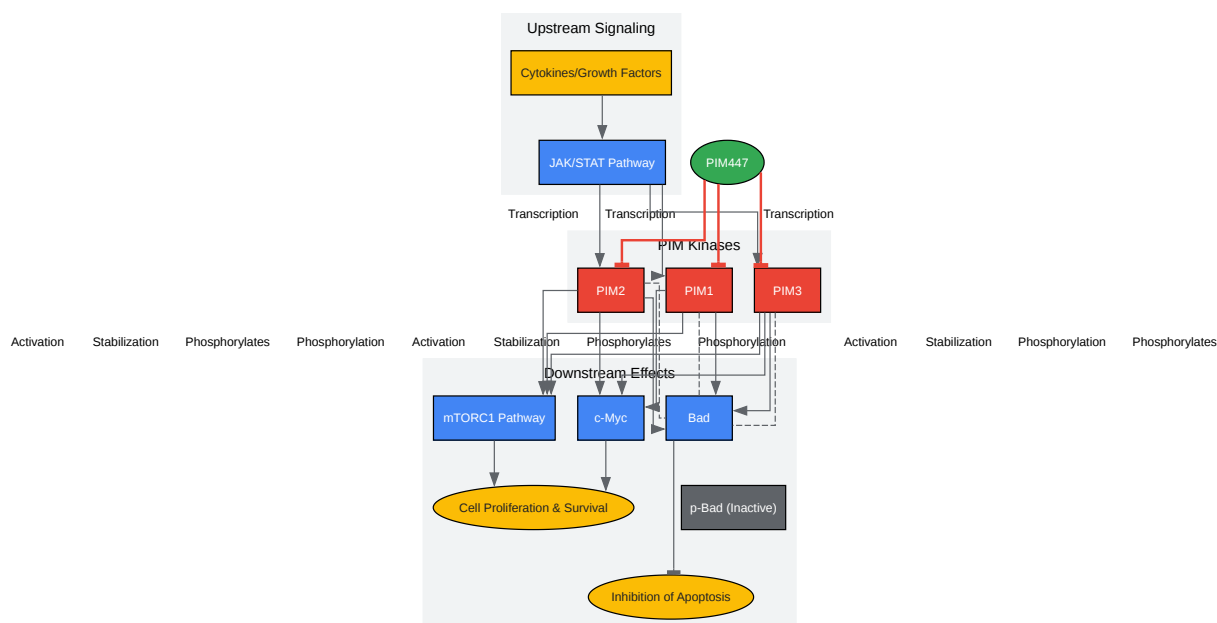 Upstream Signaling
Cytokines/Growth Factors
JAK/STAT Pathway
PIM447
Transcription
Transcription
Transcription
PIM Kinases
PIM2
PIM1
PIM3
Activation
Stabilization
Phosphorylates
Phosphorylation
Activation
Stabilization
Phosphorylates
Phosphorylation
Activation
Stabilization
Phosphorylation
Phosphorylates
Downstream Effects
mTORC1 Pathway
c-Myc
Bad
Cell Proliferation & Survival
p-Bad (Inactive)
Inhibition of Apoptosis